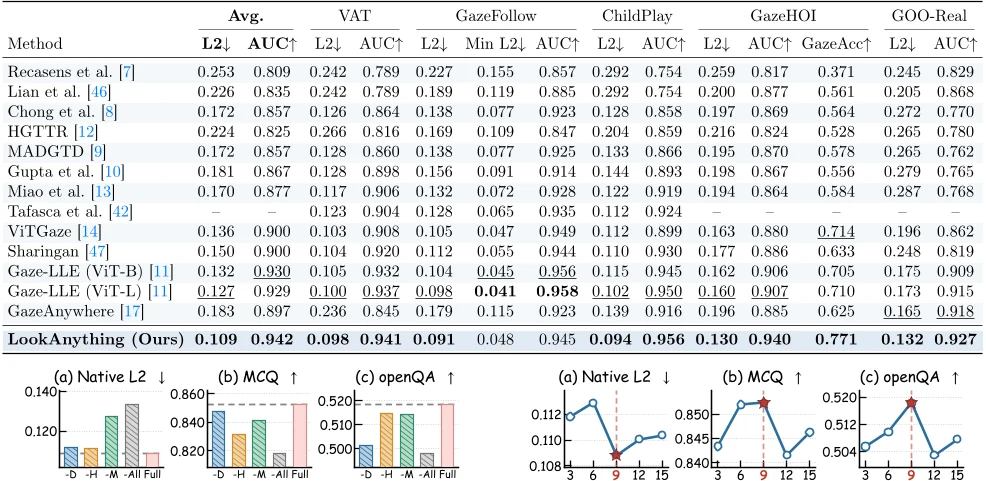 Avg. VAT GazeFollow ChildPlay GazeHOI GOO-Real
Method L2↓ AUC↑ L2↓ AUC↑ L2↓ Min L2↓ AUC↑ L2↓ AUC↑ L2↓ AUC↑ GazeAcc↑ L2↓ AUC↑
Recasens et al. [7] 0.253 0.809 0.242 0.789 0.227 0.155 0.857 0.292 0.754 0.259 0.817 0.371 0.245 0.829
Lian et al. [46] 0.226 0.835 0.242 0.789 0.189 0.119 0.885 0.292 0.754 0.200 0.877 0.561 0.205 0.868
Chong et al. [8] 0.172 0.857 0.126 0.864 0.138 0.077 0.923 0.128 0.858 0.197 0.869 0.564 0.272 0.770
HGTTR [12] 0.224 0.825 0.266 0.816 0.169 0.109 0.847 0.204 0.859 0.216 0.824 0.528 0.265 0.780
MADGTD [9] 0.172 0.857 0.128 0.860 0.138 0.077 0.925 0.133 0.866 0.195 0.870 0.578 0.265 0.762
Gupta et al. [10] 0.181 0.867 0.128 0.898 0.156 0.091 0.914 0.144 0.893 0.198 0.867 0.556 0.279 0.765
Miao et al. [13] 0.170 0.877 0.117 0.906 0.132 0.072 0.928 0.122 0.919 0.194 0.864 0.584 0.287 0.768
Tafasca et al. [42] – – 0.123 0.904 0.128 0.065 0.935 0.112 0.924 – – – – –
ViTGaze [14] 0.136 0.900 0.103 0.908 0.105 0.047 0.949 0.112 0.899 0.163 0.880 0.714 0.196 0.862
Sharingan [47] 0.150 0.900 0.104 0.920 0.112 0.055 0.944 0.110 0.930 0.177 0.886 0.633 0.248 0.819
Gaze-LLE (ViT-B) [11] 0.132 0.930 0.105 0.932 0.104 0.045 0.956 0.115 0.945 0.162 0.906 0.705 0.175 0.909
Gaze-LLE (ViT-L) [11] 0.127 0.929 0.100 0.937 0.098 0.041 0.958 0.102 0.950 0.160 0.907 0.710 0.173 0.915
GazeAnywhere [17] 0.183 0.897 0.236 0.845 0.179 0.115 0.923 0.139 0.916 0.196 0.885 0.625 0.165 0.918
LookAnything (Ours) 0.109 0.942 0.098 0.941 0.091 0.048 0.945 0.094 0.956 0.130 0.940 0.771 0.132 0.927
(a) Native L2 ↓ (b) MCQ ↑ (c) openQA ↑ (a) Native L2 ↓ (b) MCQ ↑ (c) openQA ↑
0.140 0.860 0.520 0.112 0.850 0.520
0.120 0.840 0.510 0.110 0.845 0.512
0.820 0.500 0.108 0.840 0.504
-D -H -M -All Full -D -H -M -All Full -D -H -M -All Full 3 6 9 12 15 3 6 9 12 15 3 6 9 12 15